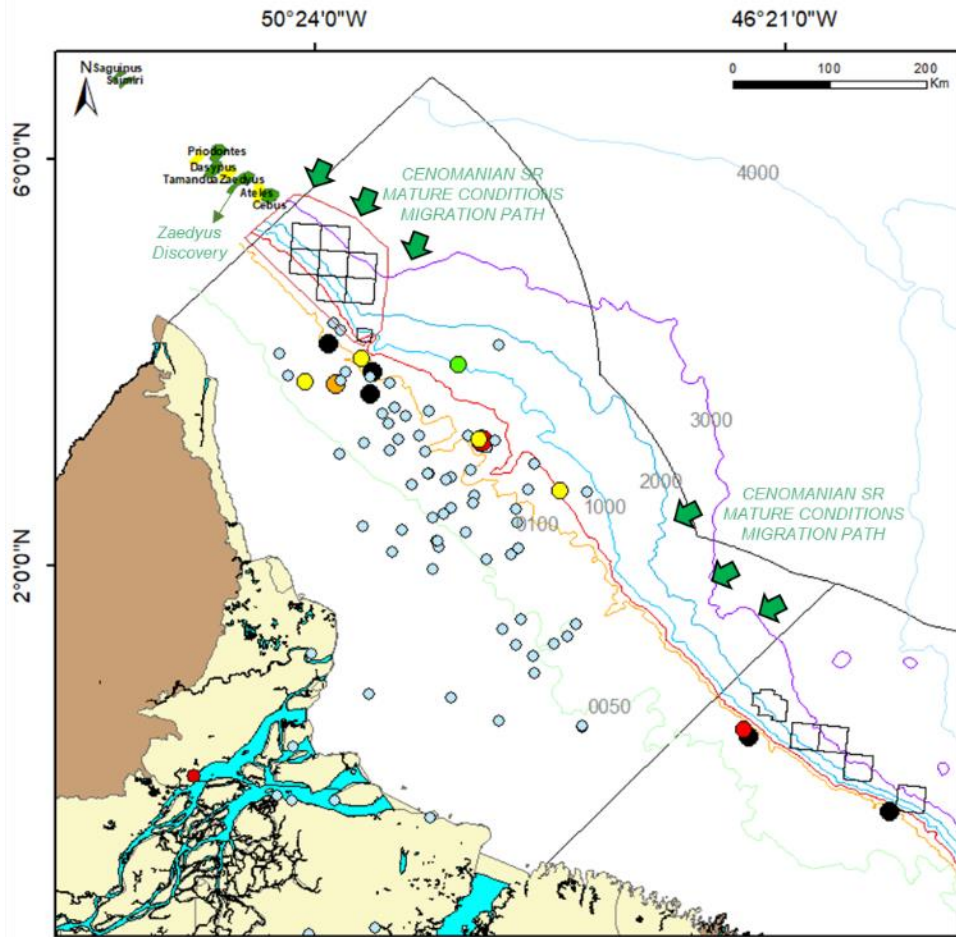 50°24'0"W
46°21'0"W
6°0'0"N
2°0'0"N
N
Saguinus
Saimiri
Priodontes
Dasypus
Tamandua
Zaedyus
Ateles
Cebus
Zaedyus
Discovery
CENOMANIAN SR
MATURE CONDITIONS
MIGRATION PATH
0
100
200
Km
4000
3000
2000
1000
0100
0050
CENOMANIAN SR
MATURE CONDITIONS
MIGRATION PATH